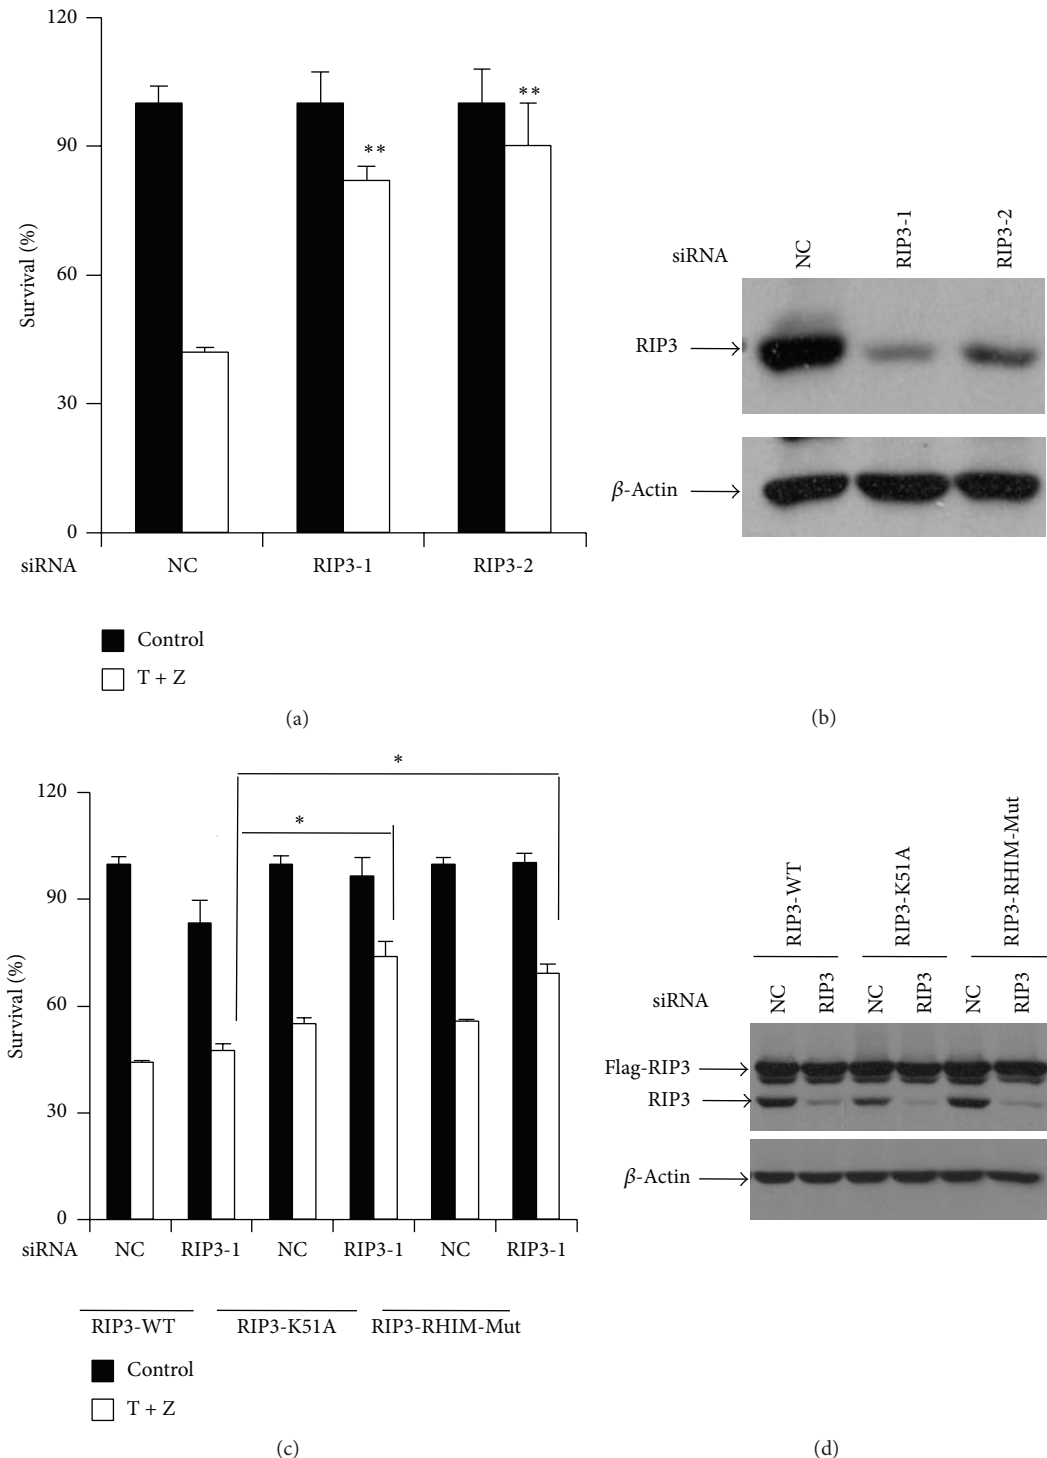 120
90
60
30
0
Survival (%)
**
**
siRNA NC RIP3-1 RIP3-2
Control
T + Z
(a)
siRNA NC RIP3-1 RIP3-2
RIP3
β-Actin
(b)
120
90
60
30
0
Survival (%)
*
*
siRNA NC RIP3-1 NC RIP3-1 NC RIP3-1
RIP3-WT RIP3-K51A RIP3-RHIM-Mut
Control
T + Z
(c)
RIP3-WT RIP3-K51A RIP3-RHIM-Mut
siRNA NC RIP3 NC RIP3 NC RIP3
Flag-RIP3
RIP3
β-Actin
(d)